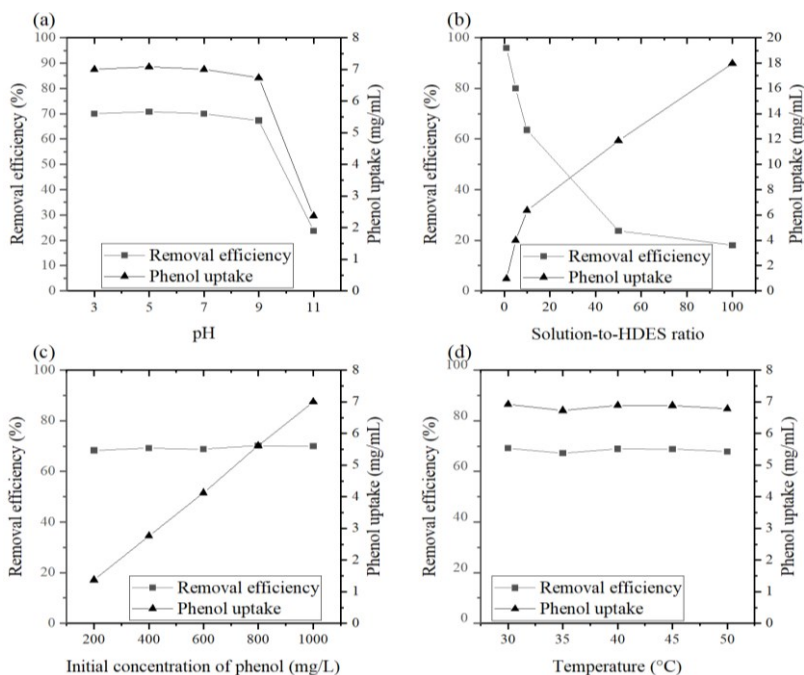 (a)
100
90
80
70
60
50
40
30
20
10
0
Removal efficiency (%)
8
7
6
5
4
3
2
1
0
Phenol uptake (mg/mL)
Removal efficiency
Phenol uptake
3 5 7 9 11
pH
(b)
100
80
60
40
20
0
Removal efficiency (%)
20
18
16
14
12
10
8
6
4
2
0
Phenol uptake (mg/mL)
Removal efficiency
Phenol uptake
0 20 40 60 80 100
Solution-to-HDES ratio
(c)
100
80
60
40
20
0
Removal efficiency (%)
8
7
6
5
4
3
2
1
0
Phenol uptake (mg/mL)
Removal efficiency
Phenol uptake
200 400 600 800 1000
Initial concentration of phenol (mg/L)
(d)
100
80
60
40
20
0
Removal efficiency (%)
8
7
6
5
4
3
2
1
0
Phenol uptake (mg/mL)
Removal efficiency
Phenol uptake
30 35 40 45 50
Temperature (°C)